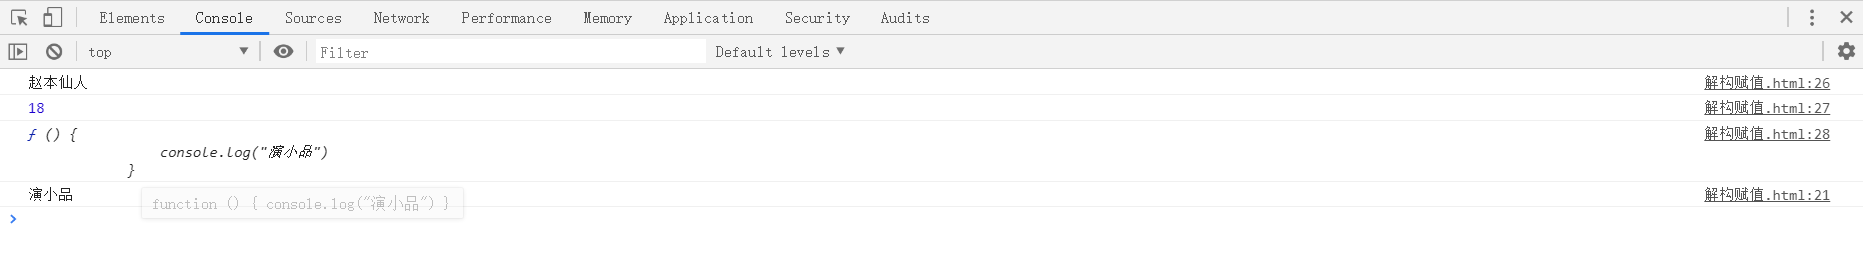 Elements Console Sources Network Performance Memory Application Security Audits
top Filter Default levels
赵本仙人 解构赋值.html:26
18 解构赋值.html:27
ƒ () { 解构赋值.html:28
console.log("演小品")
}
演小品 解构赋值.html:21
function () { console.log("演小品") }